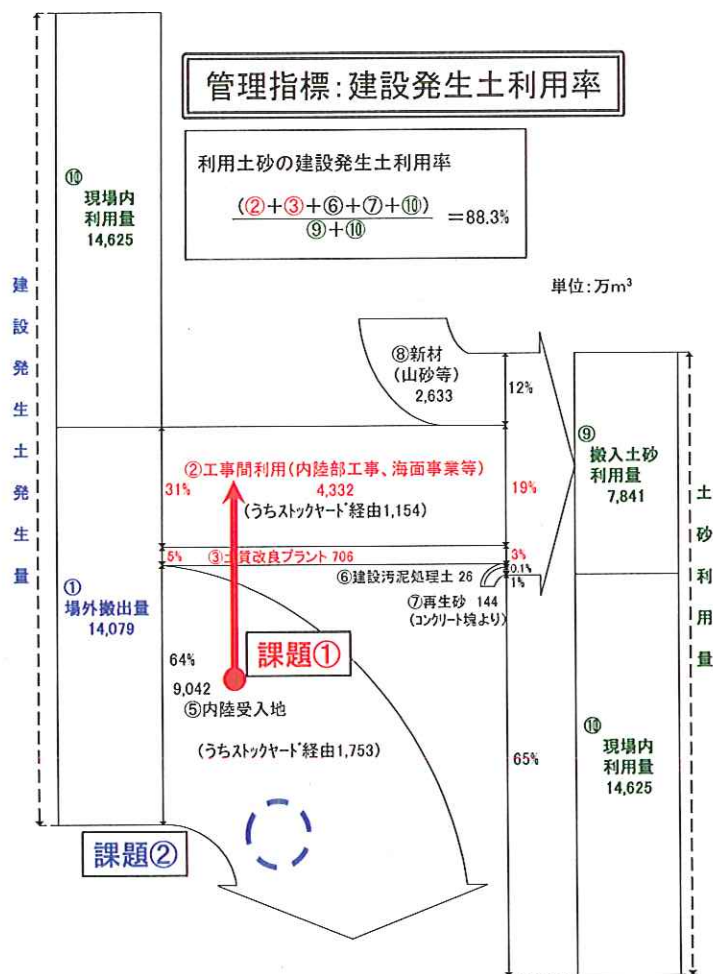 管理指標:建設発生土利用率
利用土砂の建設発生土利用率
(②+③+⑥+⑦+⑩)
⑨+⑩
=88.3%
単位:万m³
建設発生土発生量
⑩
現場内
利用量
14,625
①
場外搬出量
14,079
⑧新材
(山砂等)
2,633
12%
②工事間利用(内陸部工事、海面事業等)
31%
4,332
19%
(うちストックヤード経由1,154)
5%
③土質改良プラント 706
3%
⑥建設汚泥処理土 26
0.1%
⑦再生砂 144
1%
(コンクリート塊より)
課題①
64%
9,042
⑤内陸受入地
(うちストックヤード経由1,753)
65%
課題②
⑨
搬入土砂
利用量
7,841
⑩
現場内
利用量
14,625
土砂利用量